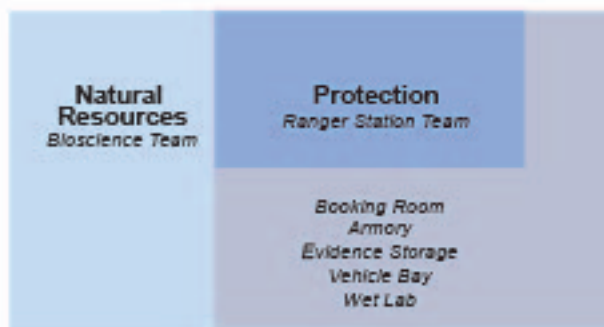 Natural
Resources
Bioscience Team
Protection
Ranger Station Team
Booking Room
Armory
Evidence Storage
Vehicle Bay
Wet Lab